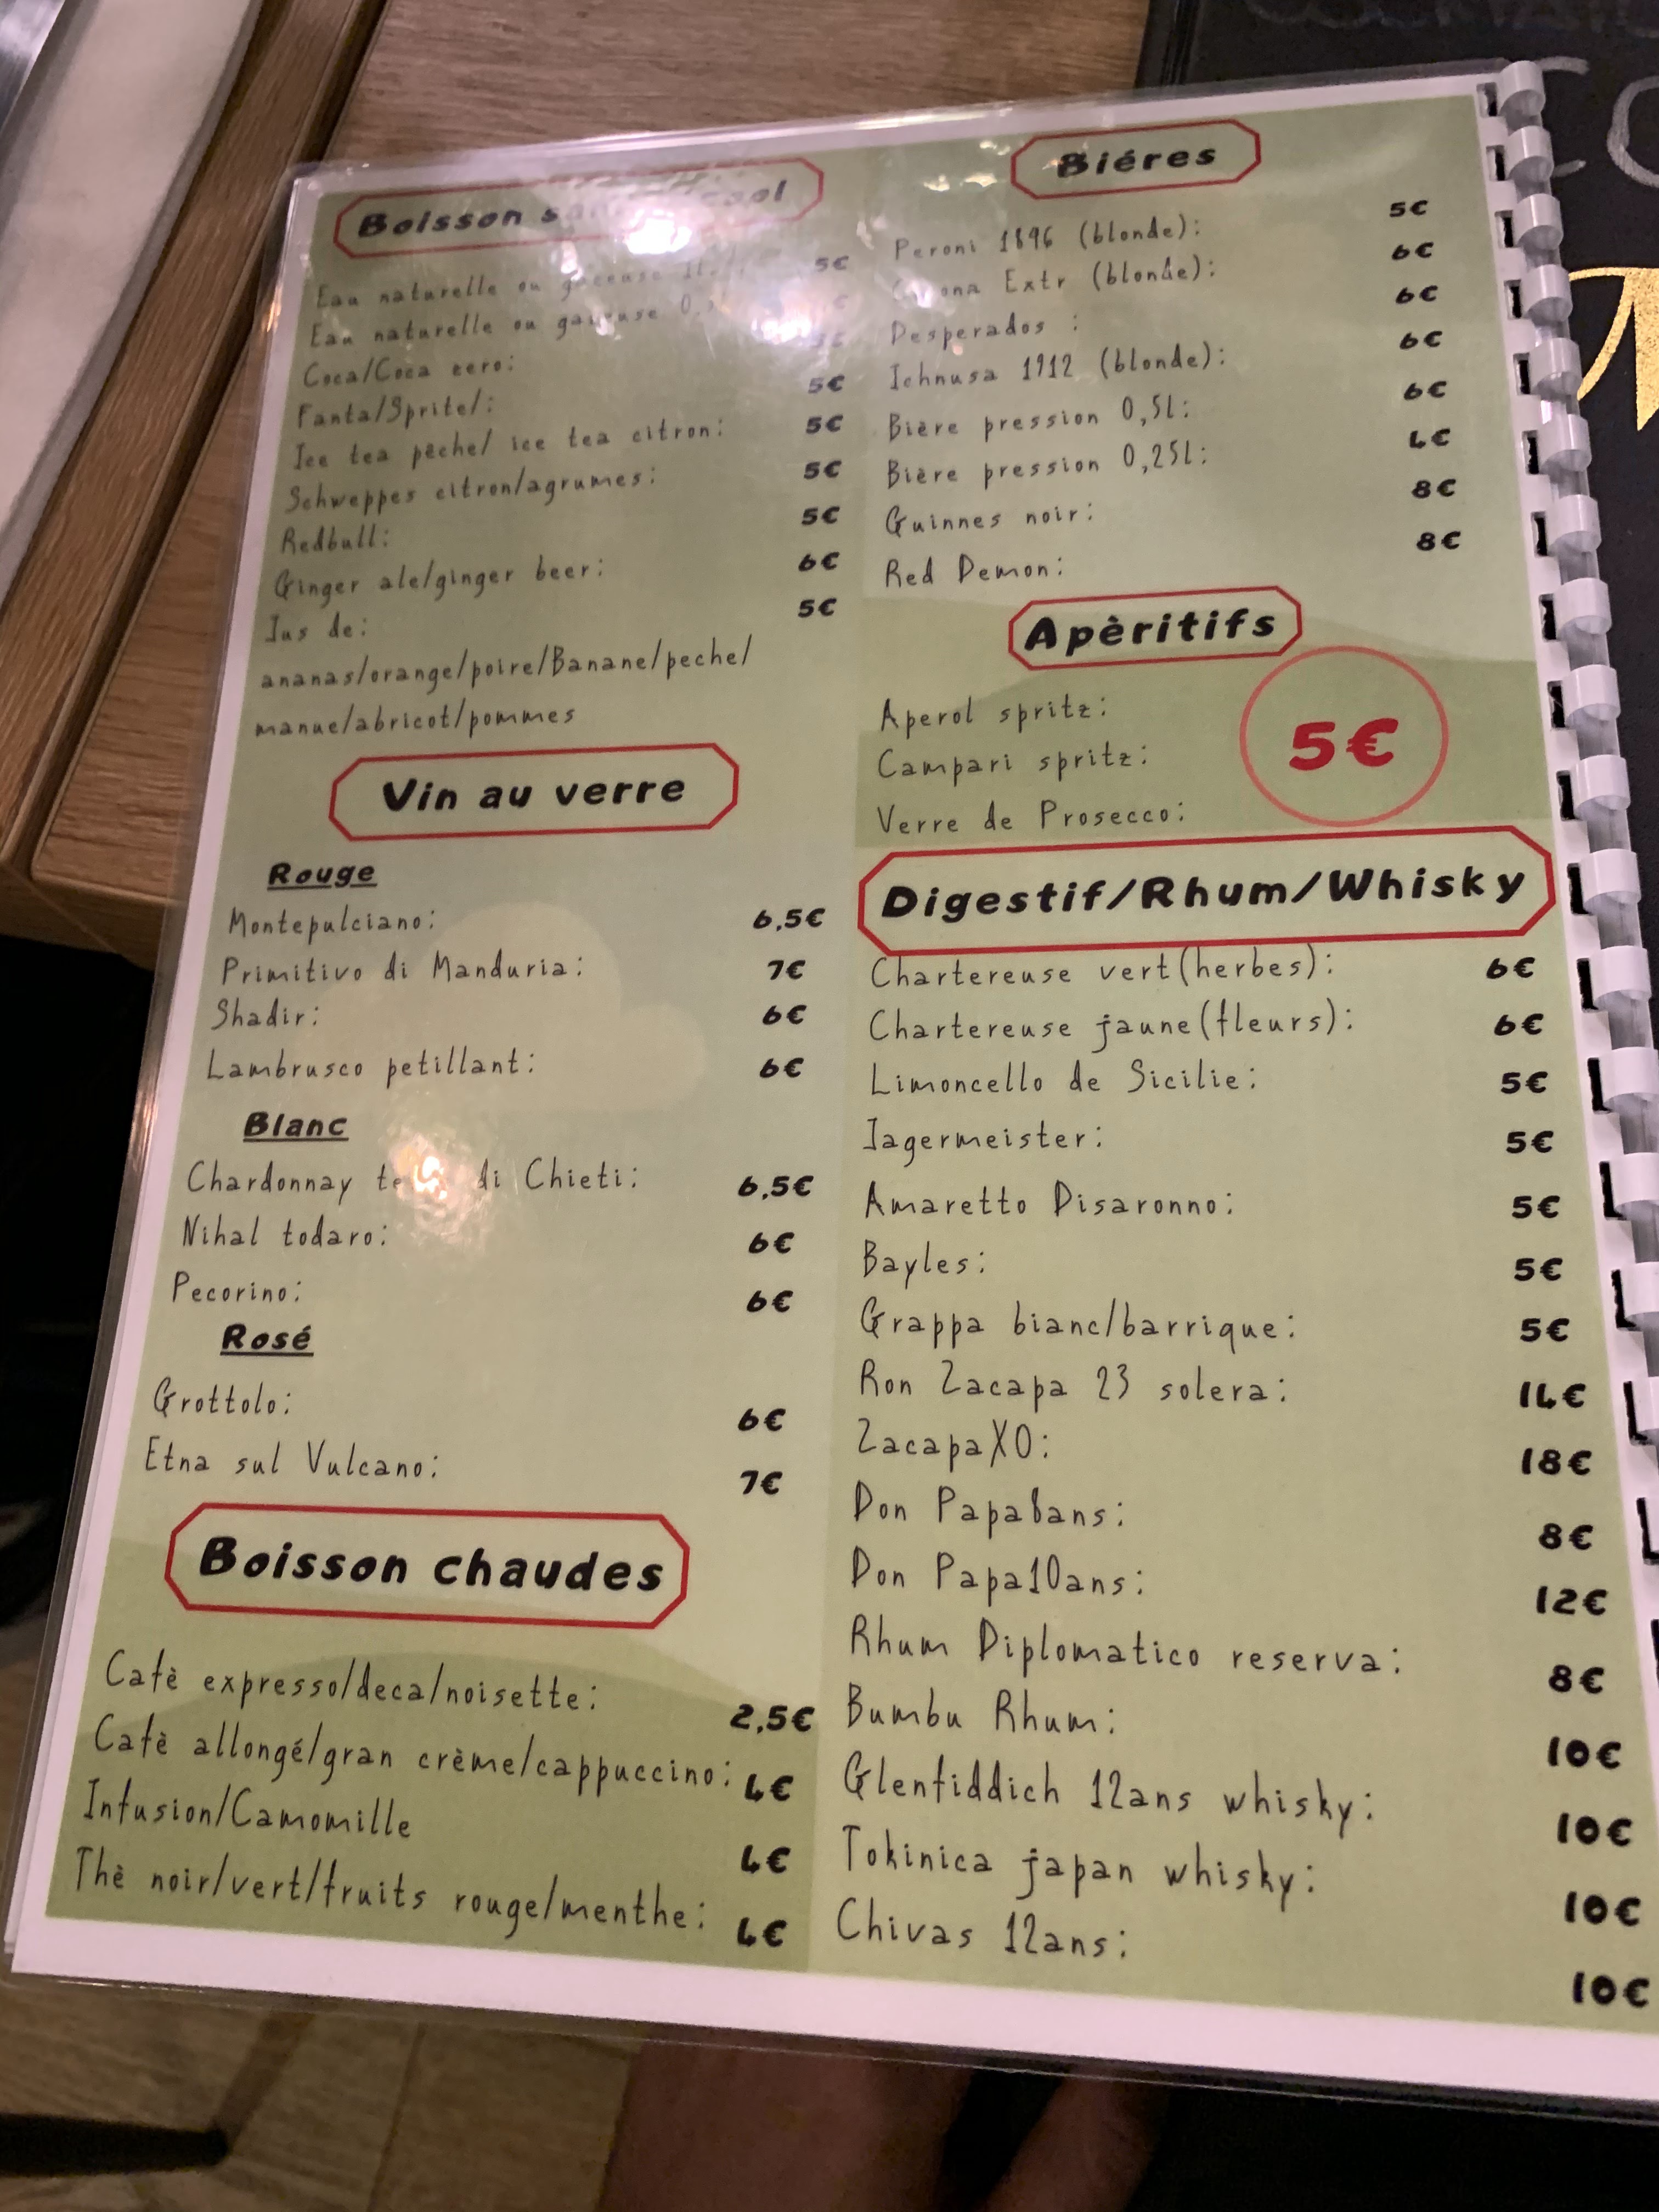 Boisson
Eau naturelle ou
5€
Eau naturelle ou
Coca/Coca zero:
Fanta/Sprite/:
5€
Ice tea pêche/ ice tea citron:
5€
Schweppes citron/agrumes:
5€
Redbull:
5€
Ginger ale/ginger beer:
6€
Jus de:
5€
ananas/orange/poire/Banane/peche/
manue/abricot/pommes
Vin au verre
Rouge
Montepulciano: 6,5€
Primitivo di Manduria: 7€
Shadir: 6€
Lambrusco petillant: 6€
Blanc
Chardonnay di Chieti: 6,5€
Nihal todaro: 6€
Pecorino: 6€
Rosé
Grottolo: 6€
Etna sul Vulcano: 7€
Boisson chaudes
Cafè expresso/deca/noisette: 2,5€
Cafè allongé/gran crème/cappuccino: 4€
Infusion/Camomille 4€
Thè noir/vert/fruits rouge/menthe: 4€
Biéres
Peroni 1896 (blonde): 5€
Extr (blonde): 6€
Desperados : 6€
Ichnusa 1912 (blonde): 6€
Bière pression 0,5L: 6€
Bière pression 0,25L: 4€
Guinnes noir: 8€
Red Demon: 8€
Apèritifs
Aperol spritz:
Campari spritz:
5€
Verre de Prosecco:
Digestif/Rhum/Whisky
Chartereuse vert(herbes): 6€
Chartereuse jaune(fleurs): 6€
Limoncello de Sicilie: 5€
Jagermeister: 5€
Amaretto Disaronno: 5€
Bayles: 5€
Grappa bianc/barrique: 5€
Ron Zacapa 23 solera: 14€
ZacapaXO: 18€
Don Papa8ans: 8€
Don Papa10ans: 12€
Rhum Diplomatico reserva: 8€
Bumbu Rhum: 10€
Glenfiddich 12ans whisky: 10€
Tokinica japan whisky: 10€
Chivas 12ans: 10€